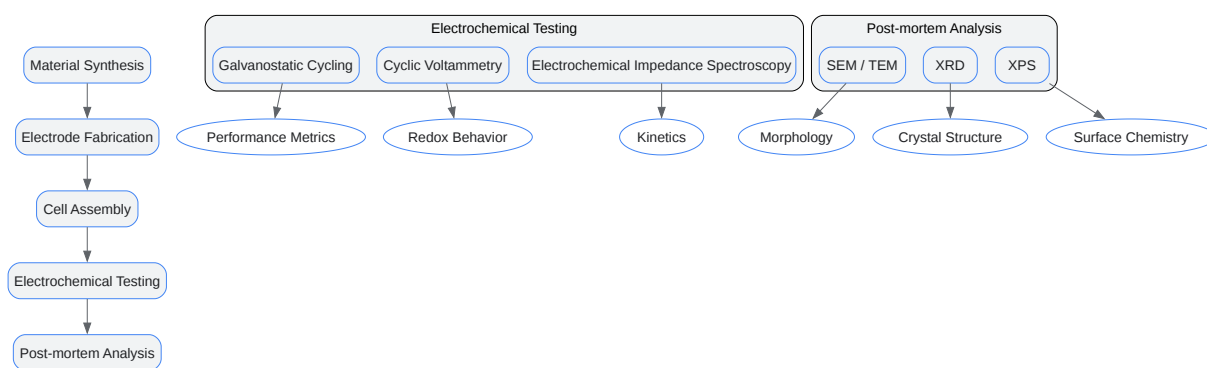 Electrochemical Testing
Post-mortem Analysis
Material Synthesis
Galvanostatic Cycling
Cyclic Voltammetry
Electrochemical Impedance Spectroscopy
SEM / TEM
XRD
XPS
Electrode Fabrication
Performance Metrics
Redox Behavior
Kinetics
Morphology
Crystal Structure
Surface Chemistry
Cell Assembly
Electrochemical Testing
Post-mortem Analysis